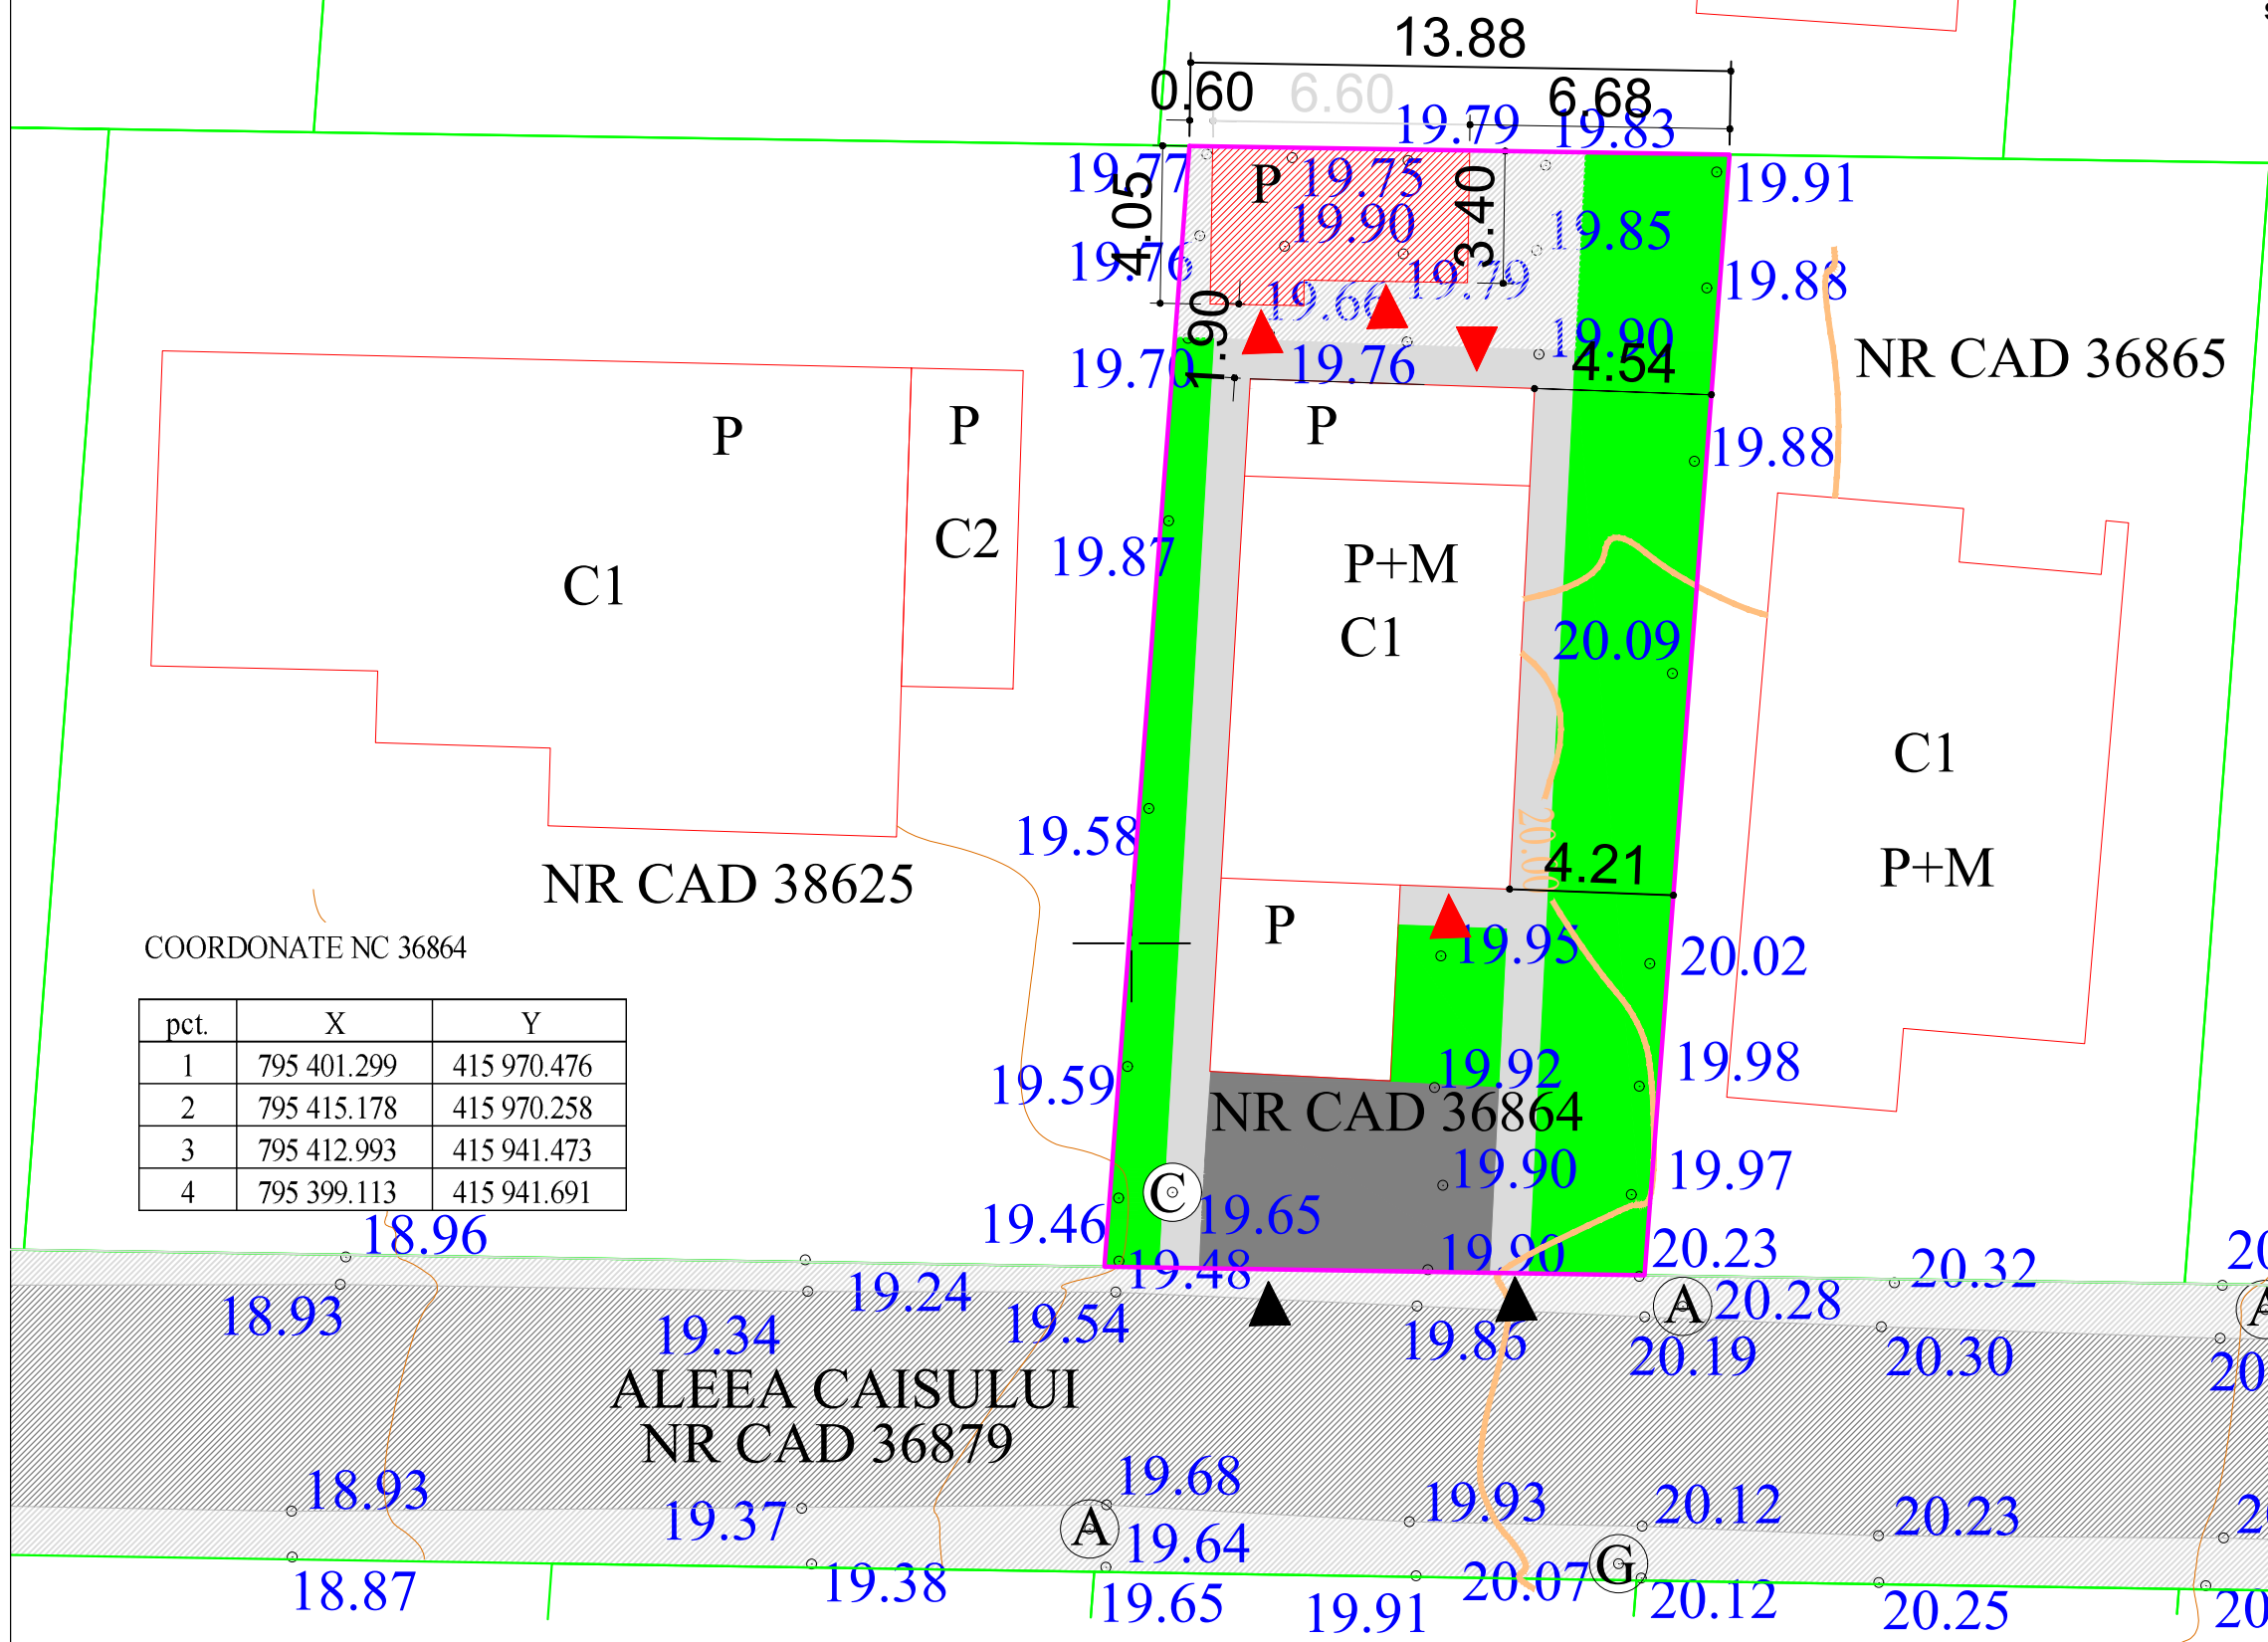 13.88
0.60 6.60 6.68
19.79 19.83
19.77 P 19.75 19.91
4.05 19.90 3.40 19.85
19.76 19.79 19.88
19.66
1.90 19.90
19.70 19.76 4.54 NR CAD 36865
P P P 19.88
C2 19.87 P+M
C1 C1 20.09
C1
19.58 20.00 4.21 P+M
NR CAD 38625
P 19.95 20.02
COORDONATE NC 36864
pct. X Y
1 795 401.299 415 970.476
2 795 415.178 415 970.258
3 795 412.993 415 941.473
4 795 399.113 415 941.691
19.59 19.92 19.98
NR CAD 36864
19.90 19.97
C
19.46 19.65
18.96 19.48 19.90 20.23 20.32
18.93 19.24 19.54 A 20.28 A
19.34 19.86 20.19 20.30
ALEEA CAISULUI
NR CAD 36879
18.93 19.68 19.93 20.12 20.23
19.37 A 19.64 G
18.87 19.38 19.65 19.91 20.07 20.12 20.25